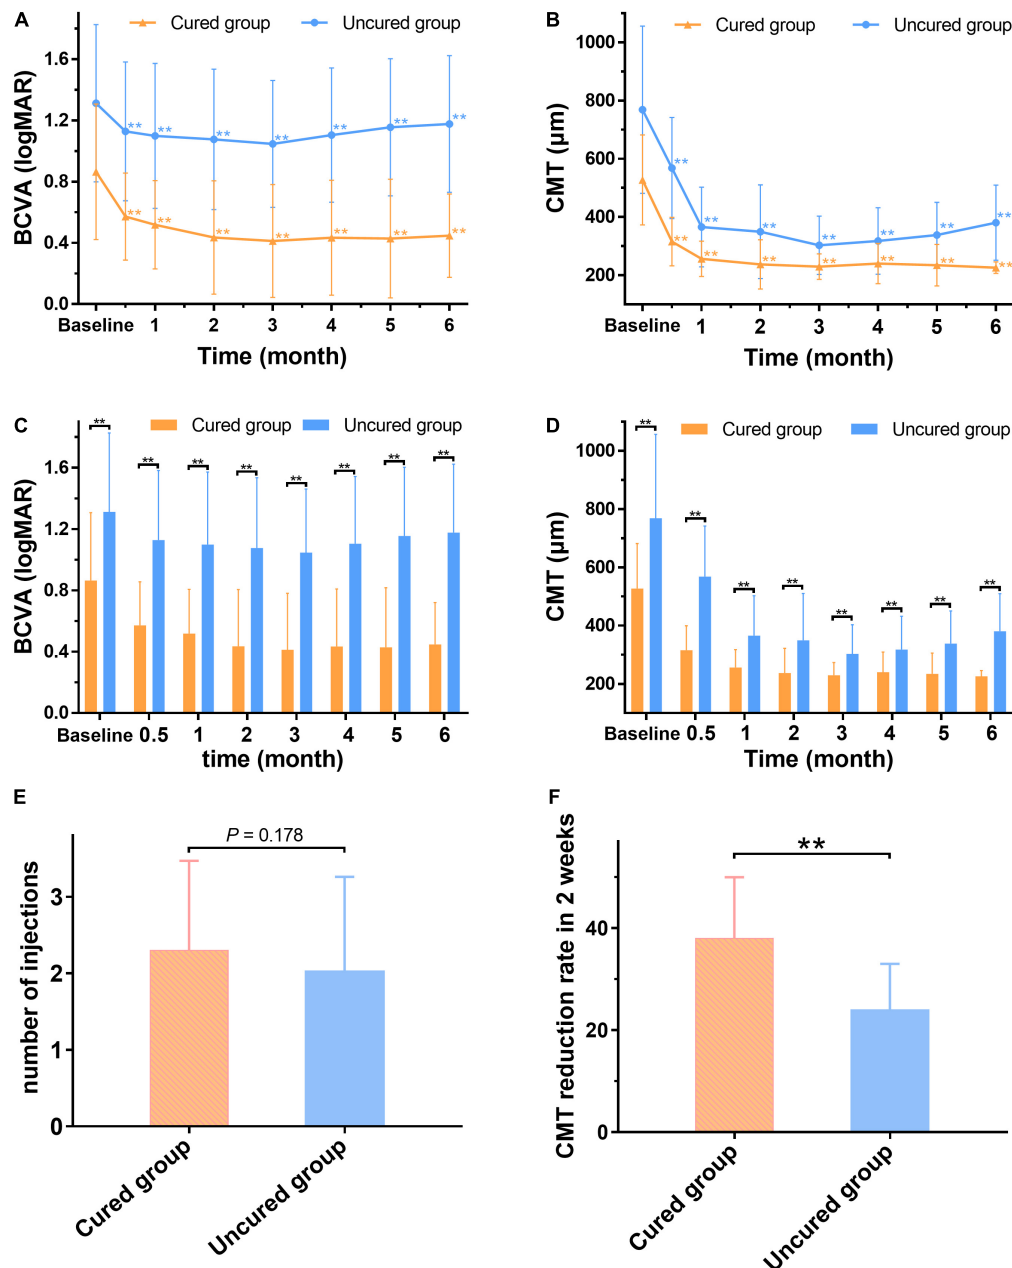 A
Cured group
Uncured group
BCVA (logMAR)
1.6
1.2
0.8
0.4
0.0
** ** ** ** ** ** **
** ** ** ** ** ** **
Baseline 1 2 3 4 5 6
Time (month)
B
Cured group
Uncured group
CMT (μm)
1000
800
600
400
200
** ** ** ** ** ** **
** ** ** ** ** ** **
Baseline 1 2 3 4 5 6
Time (month)
C
Cured group
Uncured group
BCVA (logMAR)
1.6
1.2
0.8
0.4
0.0
** ** ** ** ** ** ** **
Baseline 0.5 1 2 3 4 5 6
time (month)
D
Cured group
Uncured group
CMT (μm)
1000
800
600
400
200
** ** ** ** ** ** ** **
Baseline 0.5 1 2 3 4 5 6
Time (month)
E
number of injections
P = 0.178
3
2
1
0
Cured group
Uncured group
F
CMT reduction rate in 2 weeks
**
40
20
0
Cured group
Uncured group